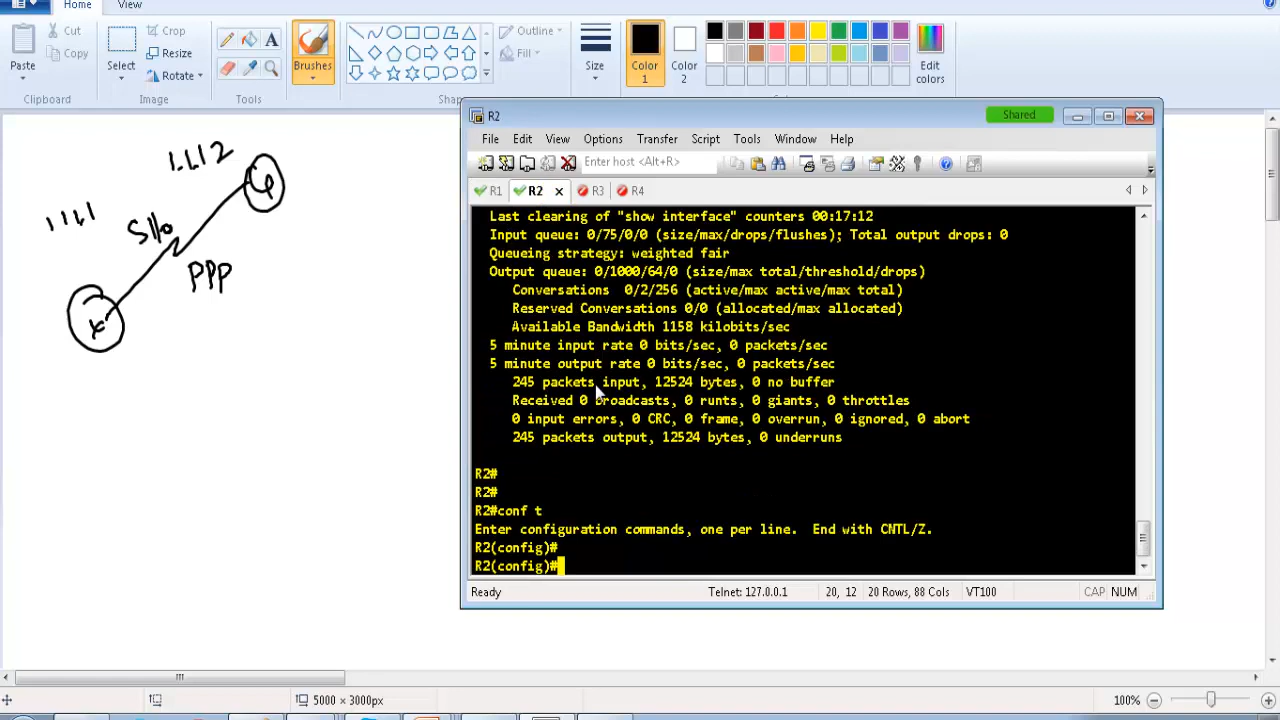 Home
View
Cut
Copy
Paste
Clipboard
Select
Crop
Resize
Rotate
Image
Tools
Brushes
Outline
Fill
Size
Color 1
Color 2
Edit colors
1.1.1.2
1.1.1.1
S1/0
PPP
R2
Shared
File Edit View Options Transfer Script Tools Window Help
Enter host <Alt+R>
R1 R2 R3 R4
Last clearing of "show interface" counters 00:17:12
Input queue: 0/75/0/0 (size/max/drops/flushes); Total output drops: 0
Queueing strategy: weighted fair
Output queue: 0/1000/64/0 (size/max total/threshold/drops)
Conversations 0/2/256 (active/max active/max total)
Reserved Conversations 0/0 (allocated/max allocated)
Available Bandwidth 1158 kilobits/sec
5 minute input rate 0 bits/sec, 0 packets/sec
5 minute output rate 0 bits/sec, 0 packets/sec
245 packets input, 12524 bytes, 0 no buffer
Received 0 broadcasts, 0 runts, 0 giants, 0 throttles
0 input errors, 0 CRC, 0 frame, 0 overrun, 0 ignored, 0 abort
245 packets output, 12524 bytes, 0 underruns
R2#
R2#
R2#conf t
Enter configuration commands, one per line. End with CNTL/Z.
R2(config)#
R2(config)#
Ready
Telnet: 127.0.0.1
20, 12
20 Rows, 88 Cols
VT100
CAP NUM
5000 × 3000px
100%